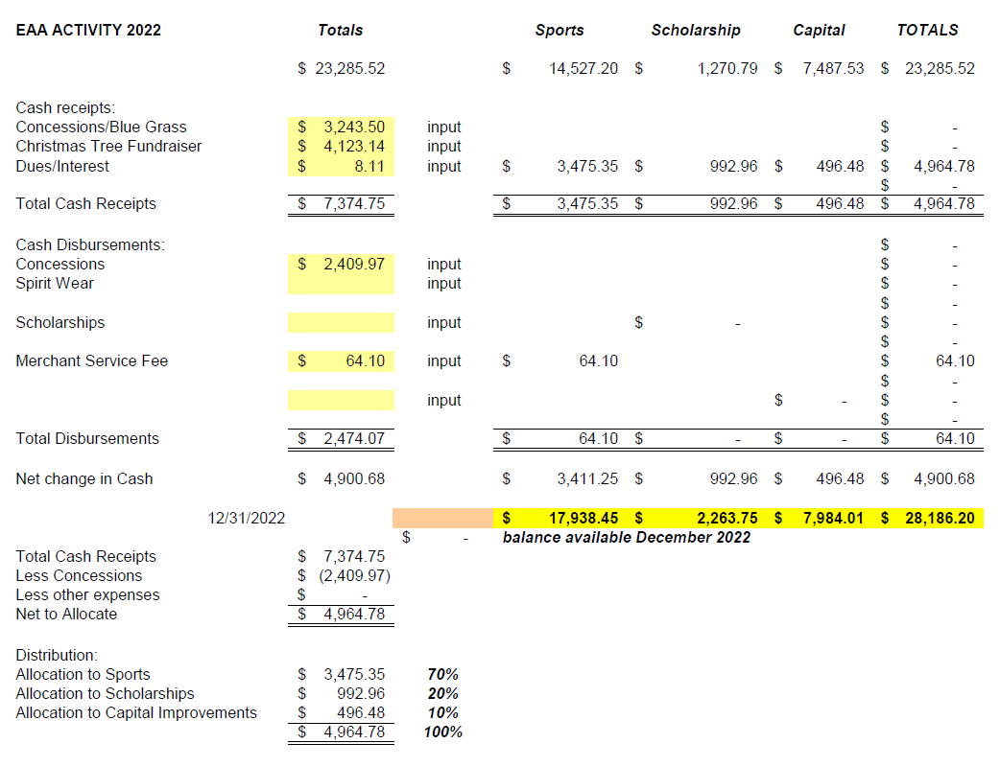 EAA ACTIVITY 2022 Totals Sports Scholarship Capital TOTALS
$ 23,285.52 $ 14,527.20 $ 1,270.79 $ 7,487.53 $ 23,285.52
Cash receipts:
Concessions/Blue Grass $ 3,243.50 input $ -
Christmas Tree Fundraiser $ 4,123.14 input $ -
Dues/Interest $ 8.11 input $ 3,475.35 $ 992.96 $ 496.48 $ 4,964.78
$ -
Total Cash Receipts $ 7,374.75 $ 3,475.35 $ 992.96 $ 496.48 $ 4,964.78
Cash Disbursements: $ -
Concessions $ 2,409.97 input $ -
Spirit Wear input $ -
$ -
Scholarships input $ - $ -
$ -
Merchant Service Fee $ 64.10 input $ 64.10 $ 64.10
$ -
input $ - $ -
$ -
Total Disbursements $ 2,474.07 $ 64.10 $ - $ - $ 64.10
Net change in Cash $ 4,900.68 $ 3,411.25 $ 992.96 $ 496.48 $ 4,900.68
12/31/2022 $ 17,938.45 $ 2,263.75 $ 7,984.01 $ 28,186.20
$ - balance available December 2022
Total Cash Receipts $ 7,374.75
Less Concessions $ (2,409.97)
Less other expenses $ -
Net to Allocate $ 4,964.78
Distribution:
Allocation to Sports $ 3,475.35 70%
Allocation to Scholarships $ 992.96 20%
Allocation to Capital Improvements $ 496.48 10%
$ 4,964.78 100%